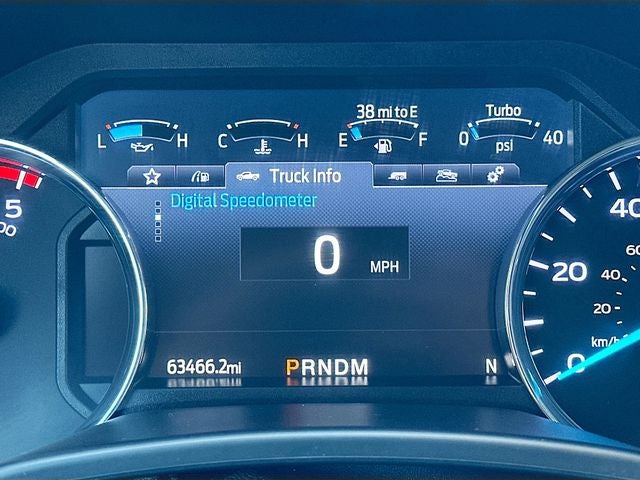 38 mi to E
Turbo
L H C H E F 0 40
psi
Truck Info
Digital Speedometer
0 MPH
63466.2mi PRNDM N
5
00
40
60
20
40
20
km/h
0